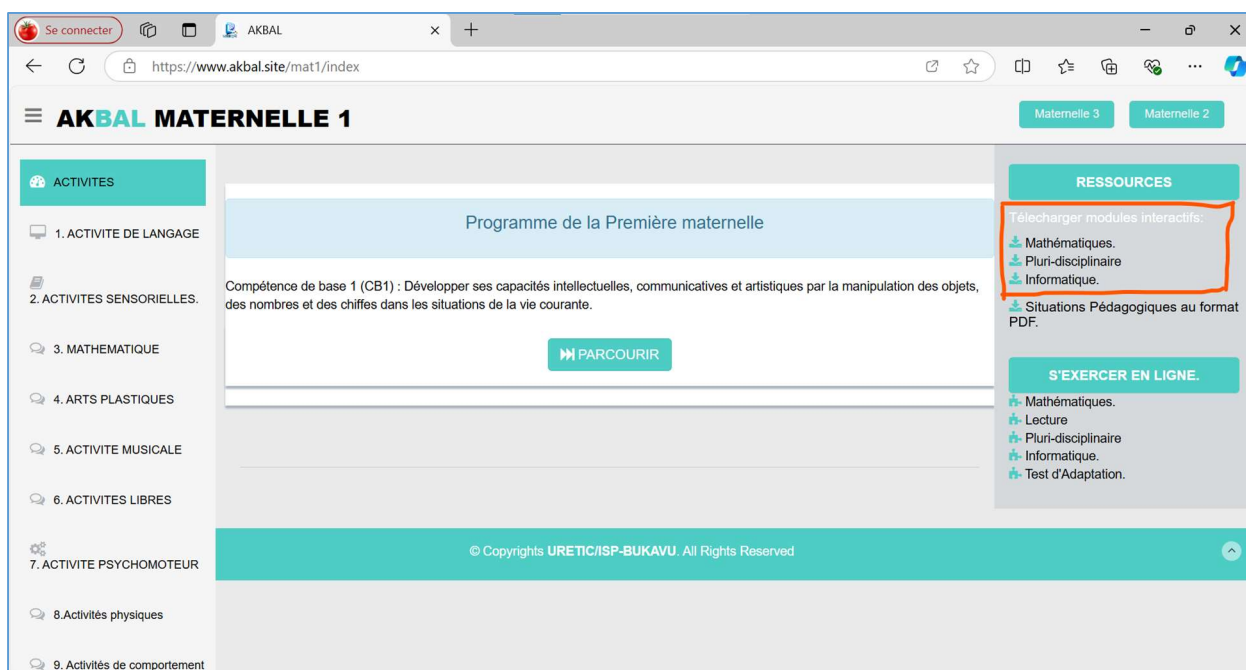 Se connecter
AKBAL
https://www.akbal.site/mat1/index
AKBAL MATERNELLE 1
Maternelle 3
Maternelle 2
ACTIVITES
1. ACTIVITE DE LANGAGE
2. ACTIVITES SENSORIELLES.
3. MATHEMATIQUE
4. ARTS PLASTIQUES
5. ACTIVITE MUSICALE
6. ACTIVITES LIBRES
7. ACTIVITE PSYCHOMOTEUR
8.Activités physiques
9. Activités de comportement
Programme de la Première maternelle
Compétence de base 1 (CB1) : Développer ses capacités intellectuelles, communicatives et artistiques par la manipulation des objets,
des nombres et des chiffes dans les situations de la vie courante.
PARCOURIR
RESSOURCES
Télecharger modules interactifs:
Mathématiques.
Pluri-disciplinaire
Informatique.
Situations Pédagogiques au format
PDF.
S'EXERCER EN LIGNE.
Mathématiques.
Lecture
Pluri-disciplinaire
Informatique.
Test d'Adaptation.
© Copyrights URETIC/ISP-BUKAVU. All Rights Reserved